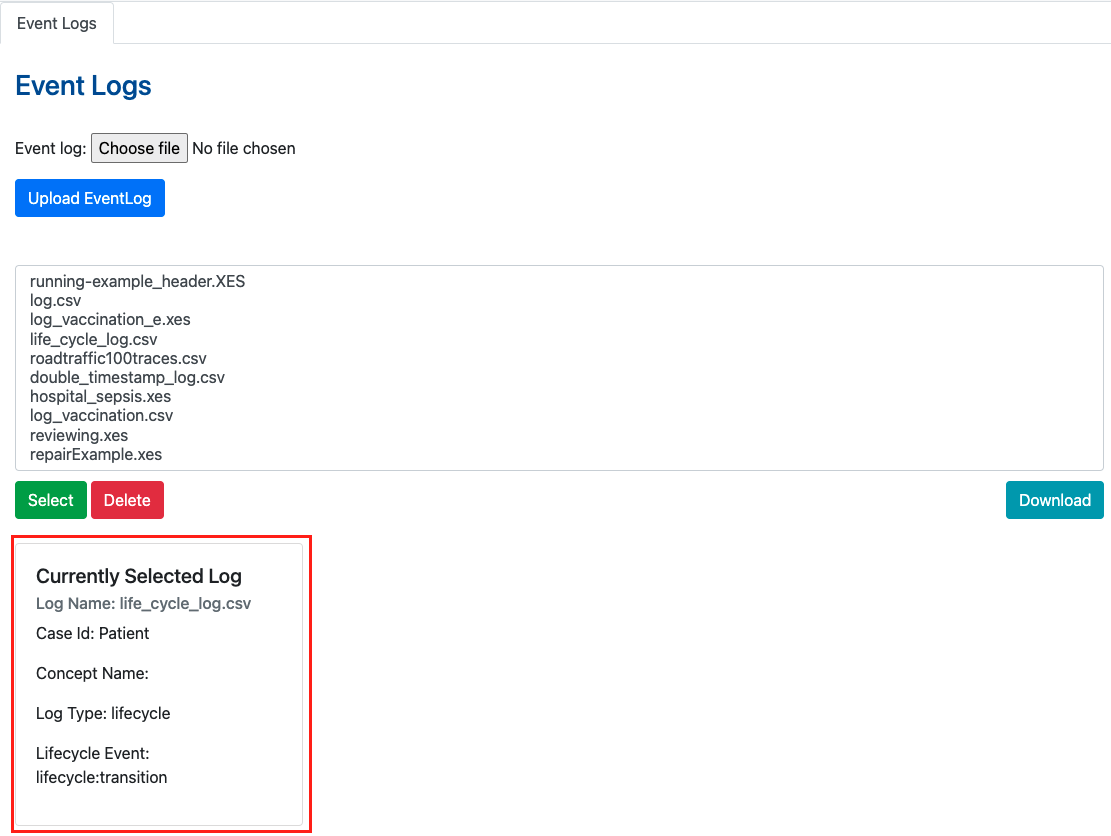 Event Logs
Event Logs
Event log: Choose file No file chosen
Upload EventLog
running-example_header.XES
log.csv
log_vaccination_e.xes
life_cycle_log.csv
roadtraffic100traces.csv
double_timestamp_log.csv
hospital_sepsis.xes
log_vaccination.csv
reviewing.xes
repairExample.xes
Select Delete Download
Currently Selected Log
Log Name: life_cycle_log.csv
Case Id: Patient
Concept Name:
Log Type: lifecycle
Lifecycle Event:
lifecycle:transition